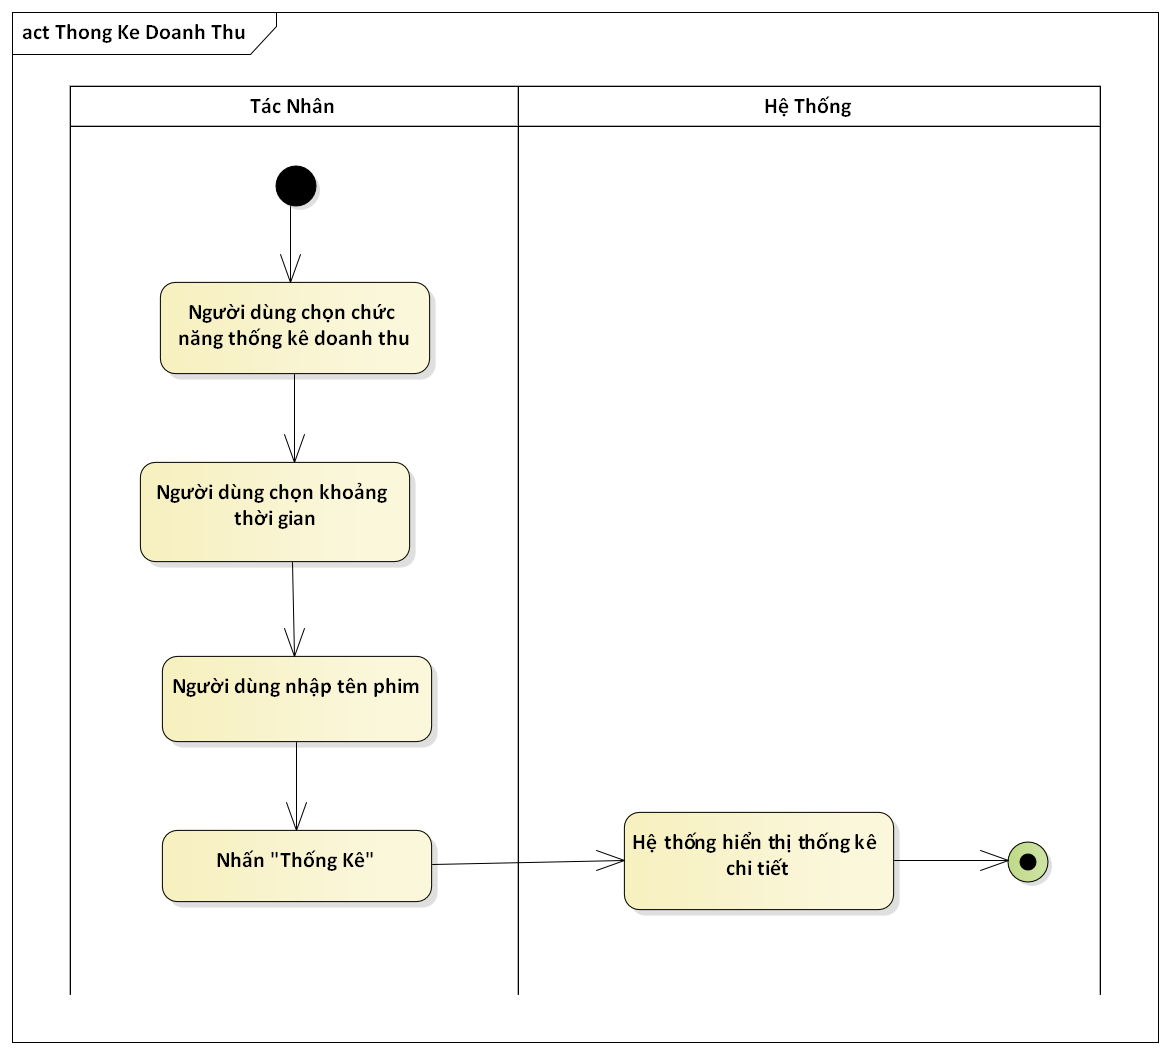 act Thong Ke Doanh Thu
Tác Nhân
Hệ Thống
Người dùng chọn chức
năng thống kê doanh thu
Người dùng chọn khoảng
thời gian
Người dùng nhập tên phim
Nhấn "Thống Kê"
Hệ thống hiển thị thống kê
chi tiết